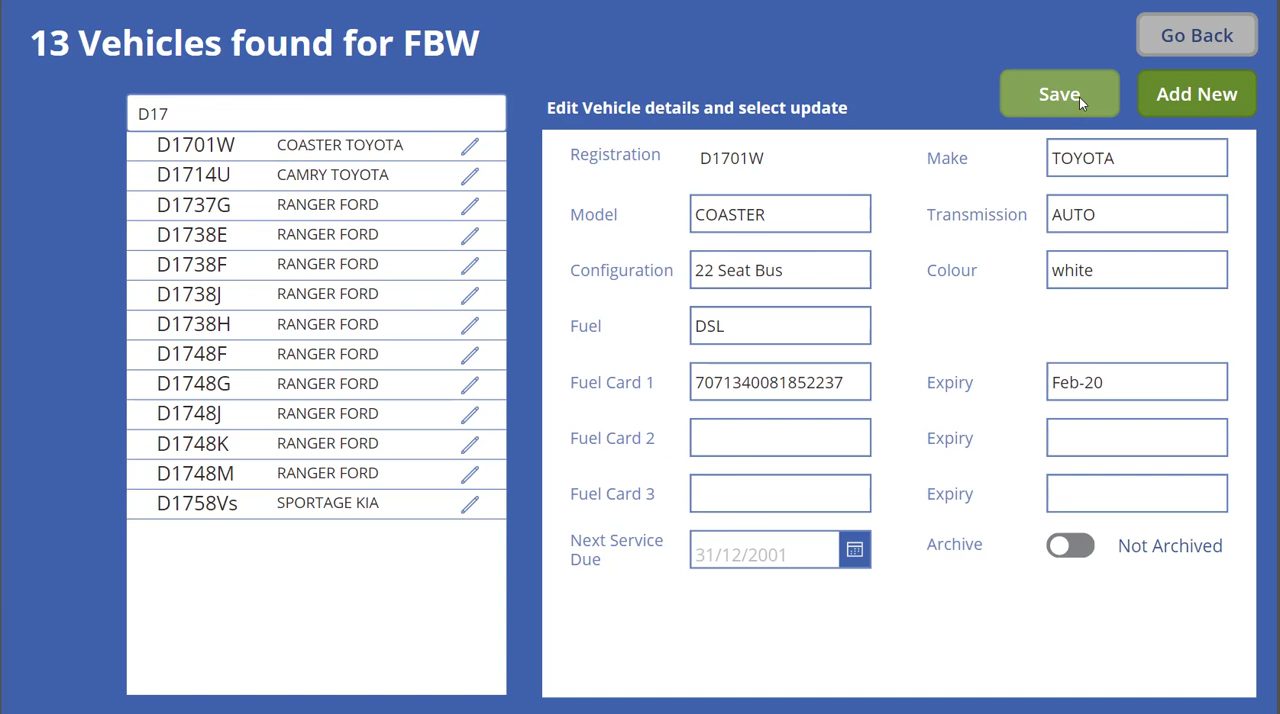 13 Vehicles found for FBW
Go Back
Save
Add New
D17
D1701W COASTER TOYOTA
D1714U CAMRY TOYOTA
D1737G RANGER FORD
D1738E RANGER FORD
D1738F RANGER FORD
D1738J RANGER FORD
D1738H RANGER FORD
D1748F RANGER FORD
D1748G RANGER FORD
D1748J RANGER FORD
D1748K RANGER FORD
D1748M RANGER FORD
D1758Vs SPORTAGE KIA
Edit Vehicle details and select update
Registration D1701W Make TOYOTA
Model COASTER Transmission AUTO
Configuration 22 Seat Bus Colour white
Fuel DSL
Fuel Card 1 7071340081852237 Expiry Feb-20
Fuel Card 2 Expiry
Fuel Card 3 Expiry
Next Service
Due 31/12/2001 Archive Not Archived